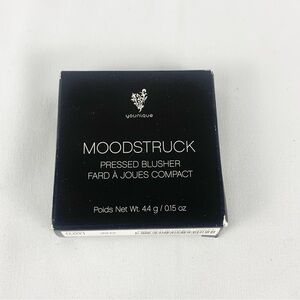 younique
MOODSTRUCK
PRESSED BLUSHER
FARD À JOUES COMPACT
Poids Net Wt. 4.4 g / 0.15 oz